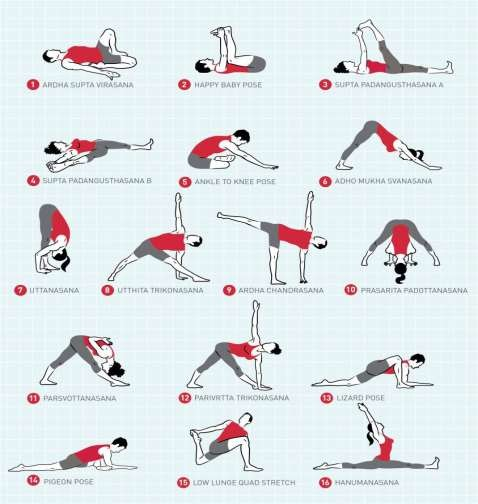 1 ARDHA SUPTA VIRASANA
2 HAPPY BABY POSE
3 SUPTA PADANGUSTHASANA A
4 SUPTA PADANGUSTHASANA B
5 ANKLE TO KNEE POSE
6 ADHO MUKHA SVANASANA
7 UTTANASANA
8 UTTHITA TRIKONASANA
9 ARDHA CHANDRASANA
10 PRASARITA PADOTTANASANA
11 PARSVOTTANASANA
12 PARIVRTTA TRIKONASANA
13 LIZARD POSE
14 PIGEON POSE
15 LOW LUNGE QUAD STRETCH
16 HANUMANASANA